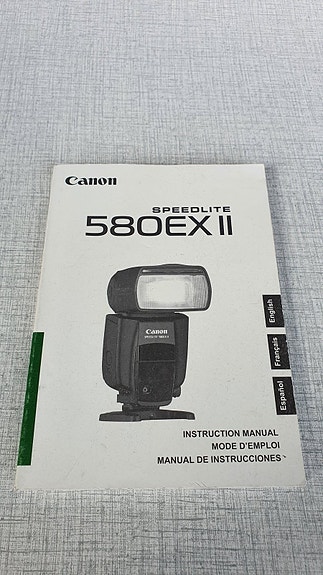 Canon
SPEEDLITE
580EX II
Canon
English
Français
Español
INSTRUCTION MANUAL
MODE D'EMPLOI
MANUAL DE INSTRUCCIONES